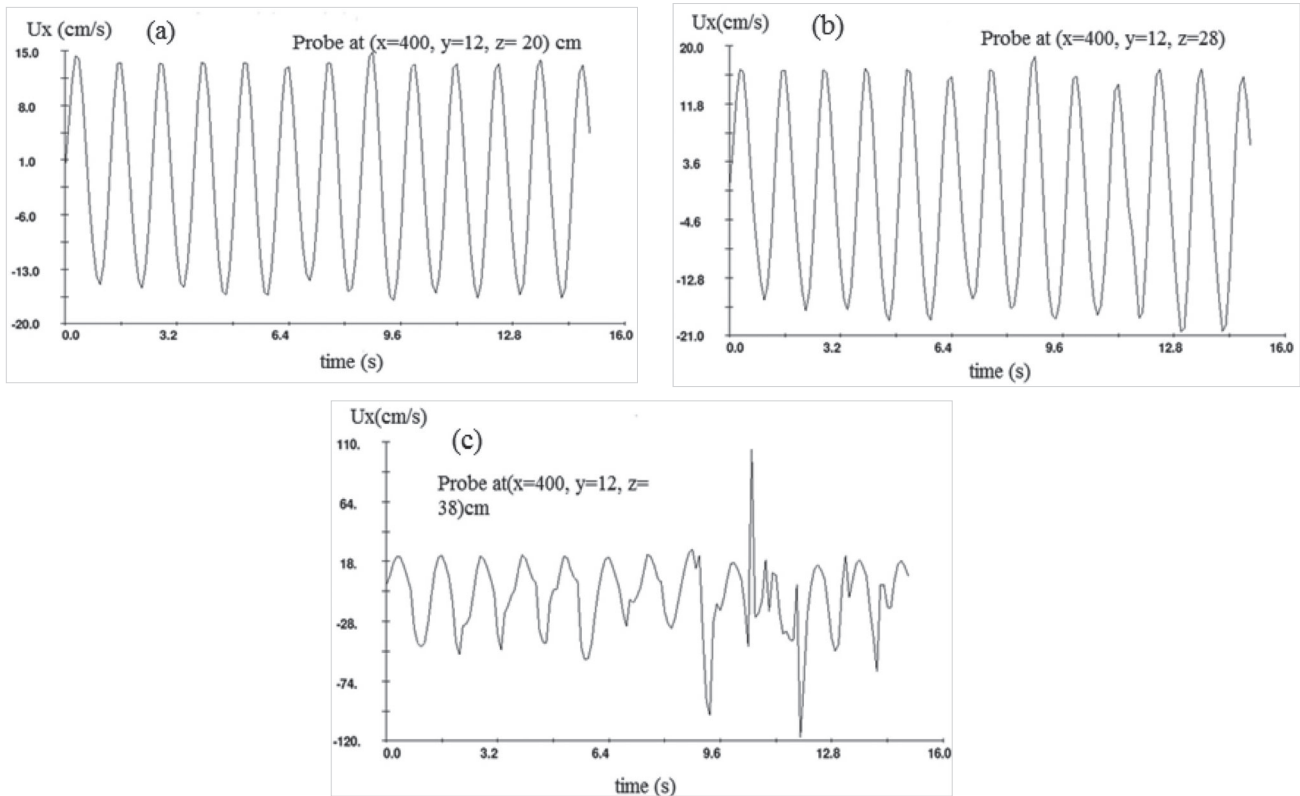 Ux (cm/s)
(a)
Probe at (x=400, y=12, z= 20) cm
15.0
8.0
1.0
-6.0
-13.0
-20.0
0.0 3.2 6.4 9.6 12.8 16.0
time (s)
Ux(cm/s)
(b)
Probe at (x=400, y=12, z=28)
20.0
11.8
3.6
-4.6
-12.8
-21.0
0.0 3.2 6.4 9.6 12.8 16.0
time (s)
Ux(cm/s)
(c)
Probe at(x=400, y=12, z=
38)cm
110.
64.
18.
-28.
-74.
-120.
0.0 3.2 6.4 9.6 12.8 16.0
time (s)